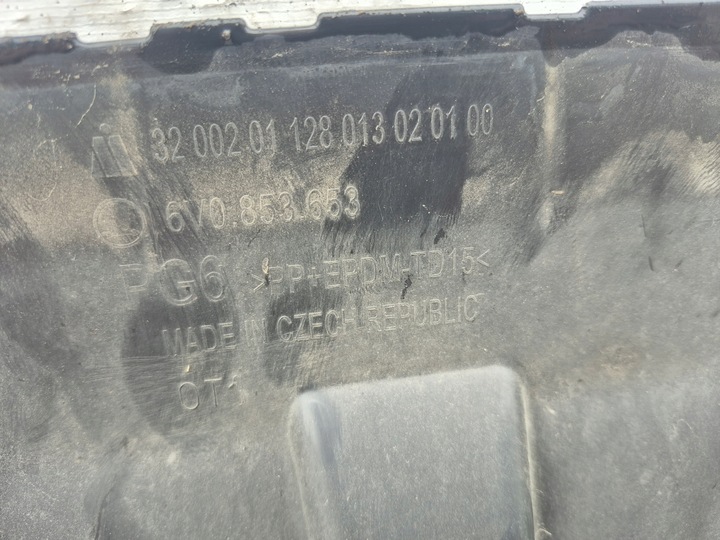 32 002 01 128 013 02 01 00
6V0.853.653
PG6 >PP+EPDM-TD15<
MADE IN CZECH REPUBLIC
OT1